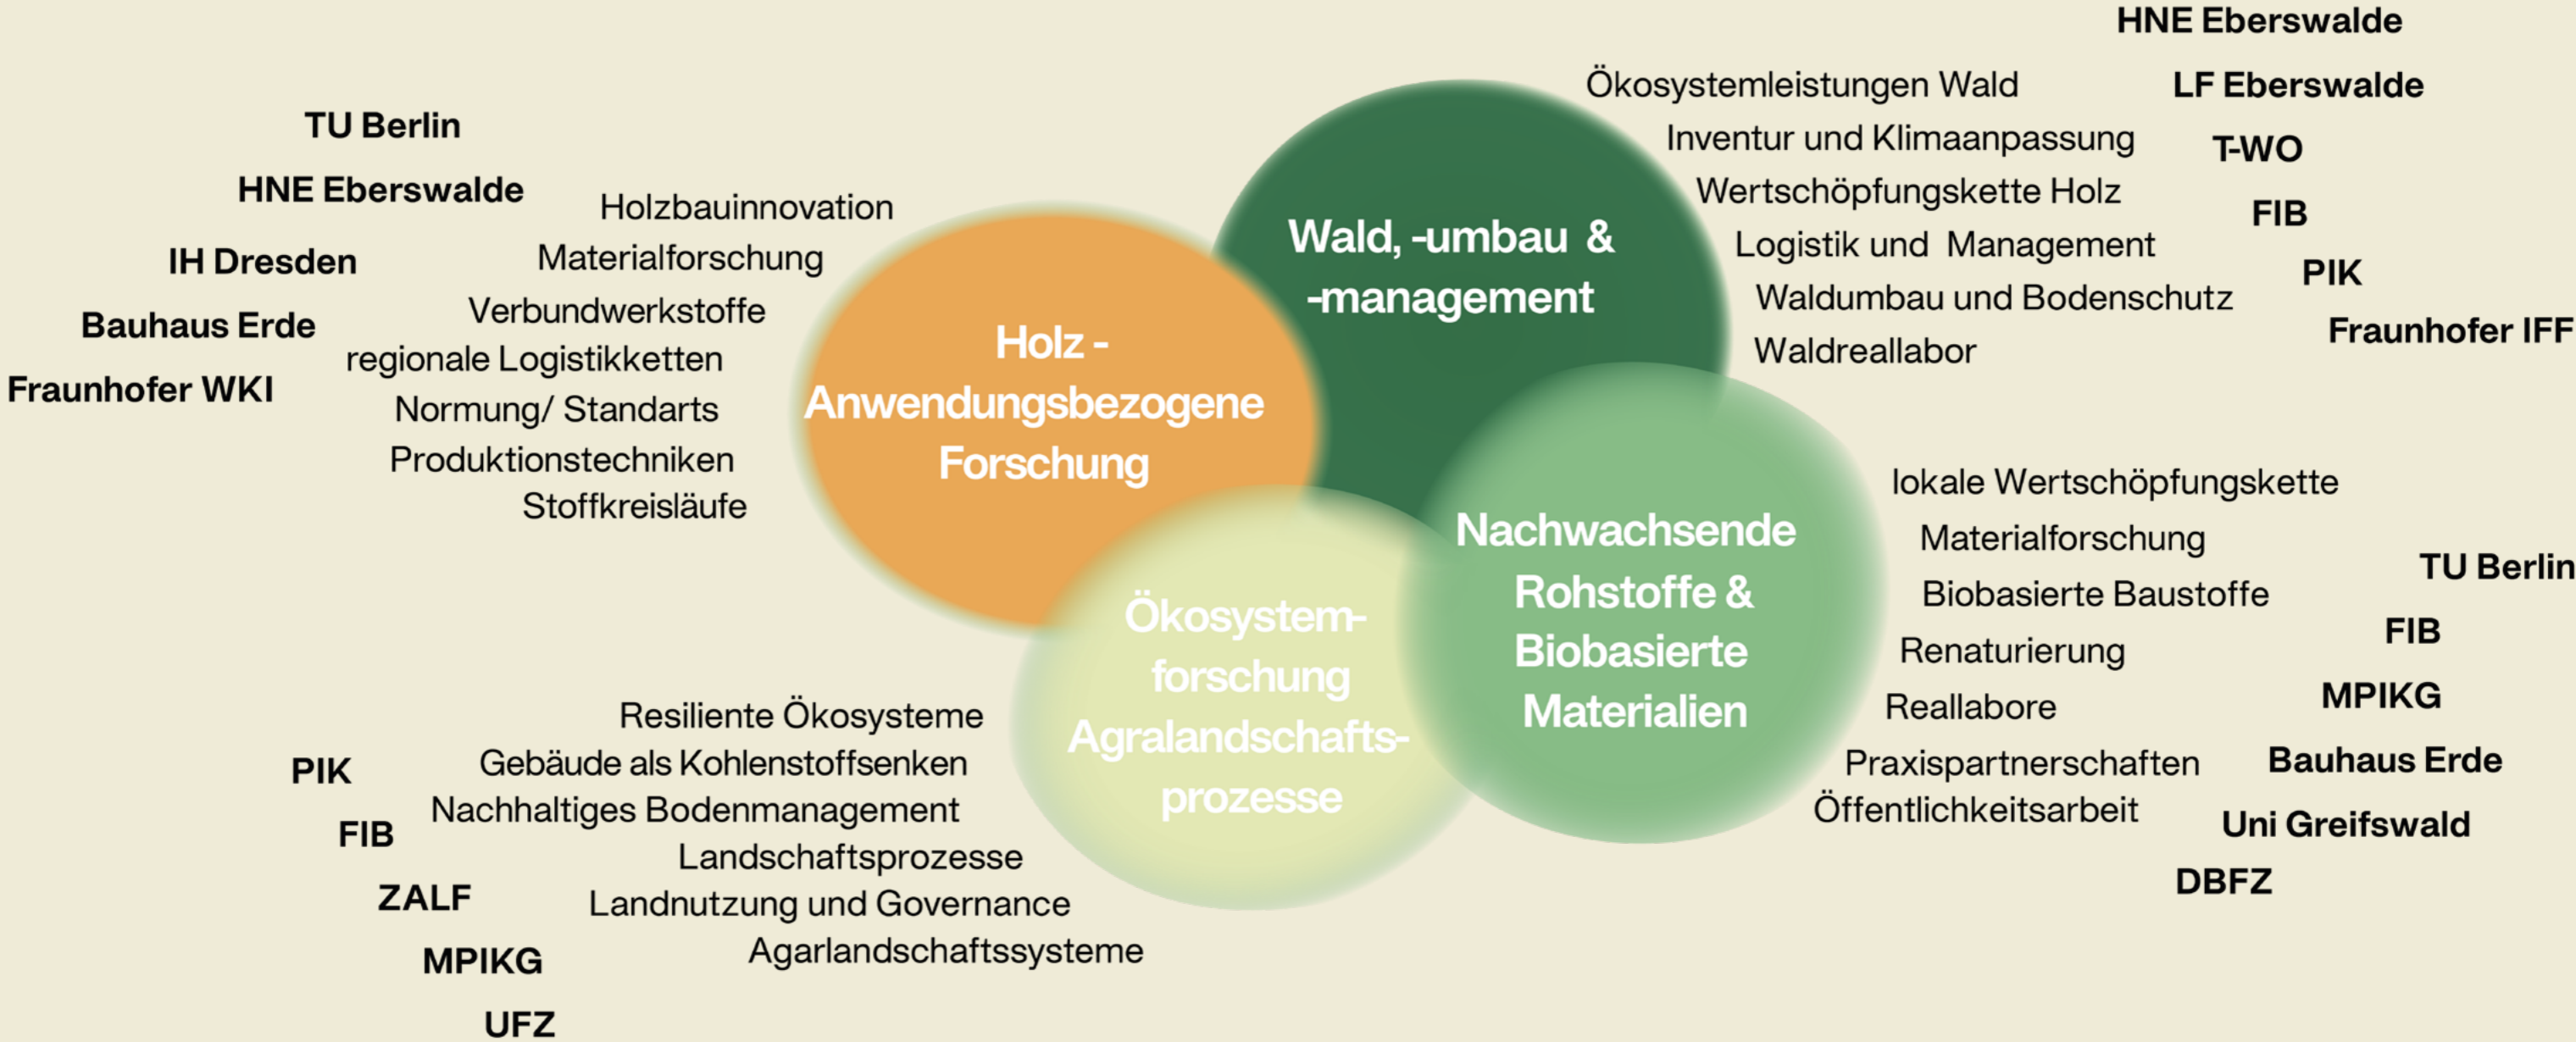 TU Berlin
HNE Eberswalde
IH Dresden
Bauhaus Erde
Fraunhofer WKI
Holzbauinnovation
Materialforschung
Verbundwerkstoffe
regionale Logistikketten
Normung/ Standarts
Produktionstechniken
Stoffkreisläufe
Holz -
Anwendungsbezogene
Forschung
Wald, -umbau &
-management
Ökosystemleistungen Wald
Inventur und Klimaanpassung
Wertschöpfungskette Holz
Logistik und Management
Waldumbau und Bodenschutz
Waldreallabor
HNE Eberswalde
LF Eberswalde
T-WO
FIB
PIK
Fraunhofer IFF
PIK
FIB
ZALF
MPIKG
UFZ
Resiliente Ökosysteme
Gebäude als Kohlenstoffsenken
Nachhaltiges Bodenmanagement
Landschaftsprozesse
Landnutzung und Governance
Agarlandschaftssysteme
Ökosystem-
forschung
Agralandschafts-
prozesse
Nachwachsende
Rohstoffe &
Biobasierte
Materialien
lokale Wertschöpfungskette
Materialforschung
Biobasierte Baustoffe
Renaturierung
Reallabore
Praxispartnerschaften
Öffentlichkeitsarbeit
TU Berlin
FIB
MPIKG
Bauhaus Erde
Uni Greifswald
DBFZ